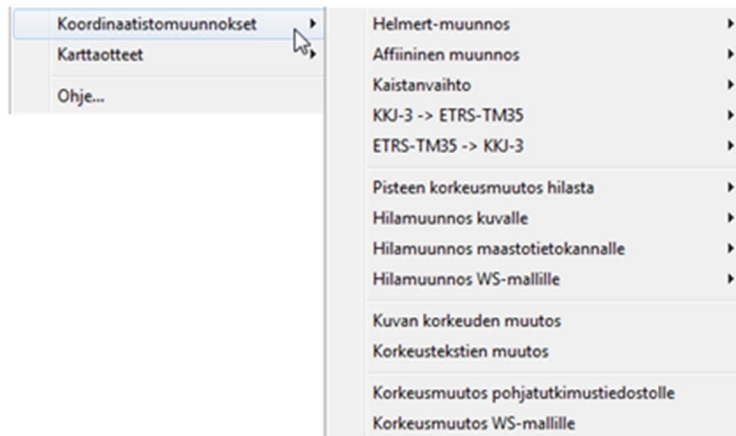 Koordinaatistomuunnokset
Karttaotteet
Ohje...
Helmert-muunnos
Affiininen muunnos
Kaistanvaihto
KKJ-3 -> ETRS-TM35
ETRS-TM35 -> KKJ-3
Pisteen korkeusmuutos hilasta
Hilamuunnos kuvalle
Hilamuunnos maastotietokannalle
Hilamuunnos WS-mallille
Kuvan korkeuden muutos
Korkeustekstien muutos
Korkeusmuutos pohjatutkimustiedostolle
Korkeusmuutos WS-mallille